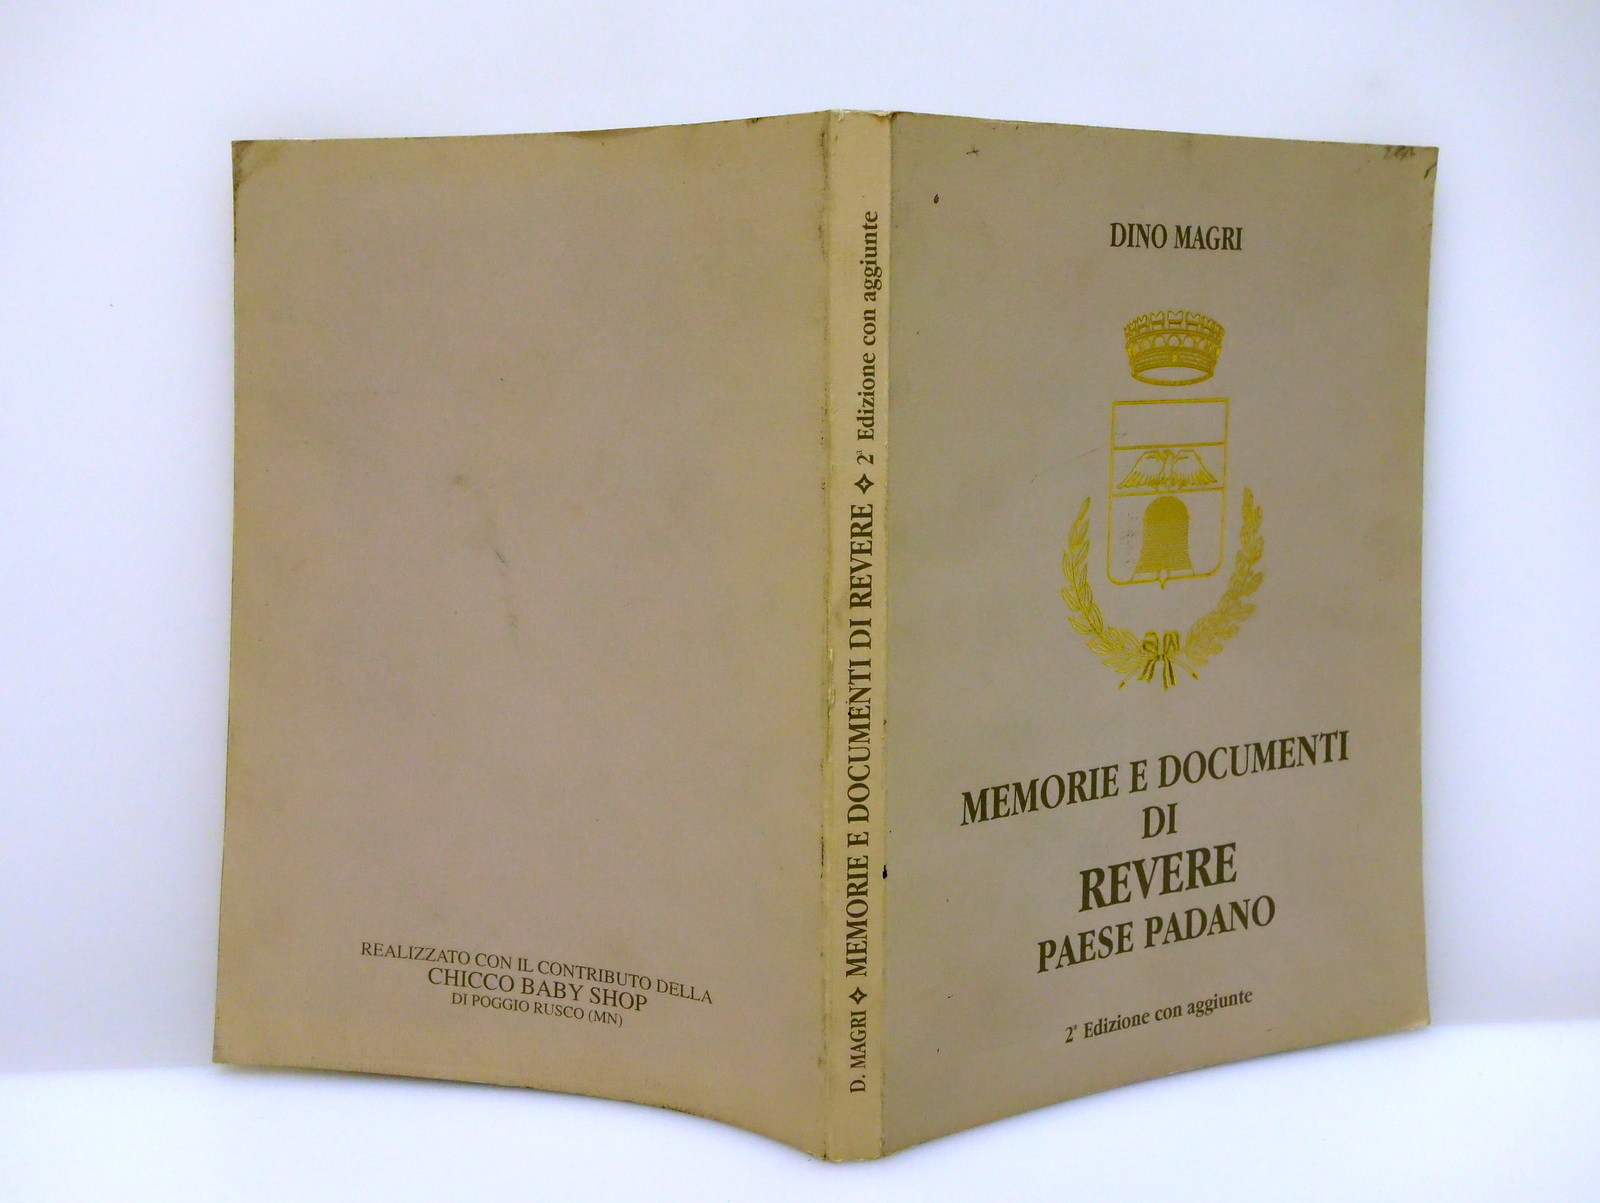 REALIZZATO CON IL CONTRIBUTO DELLA
CHICCO BABY SHOP
DI POGGIO RUSCO (MN)
D. MAGRI ✧ MEMORIE E DOCUMENTI DI REVERE ✧ 2ª Edizione con aggiunte
DINO MAGRI
MEMORIE E DOCUMENTI
DI
REVERE
PAESE PADANO
2ª Edizione con aggiunte